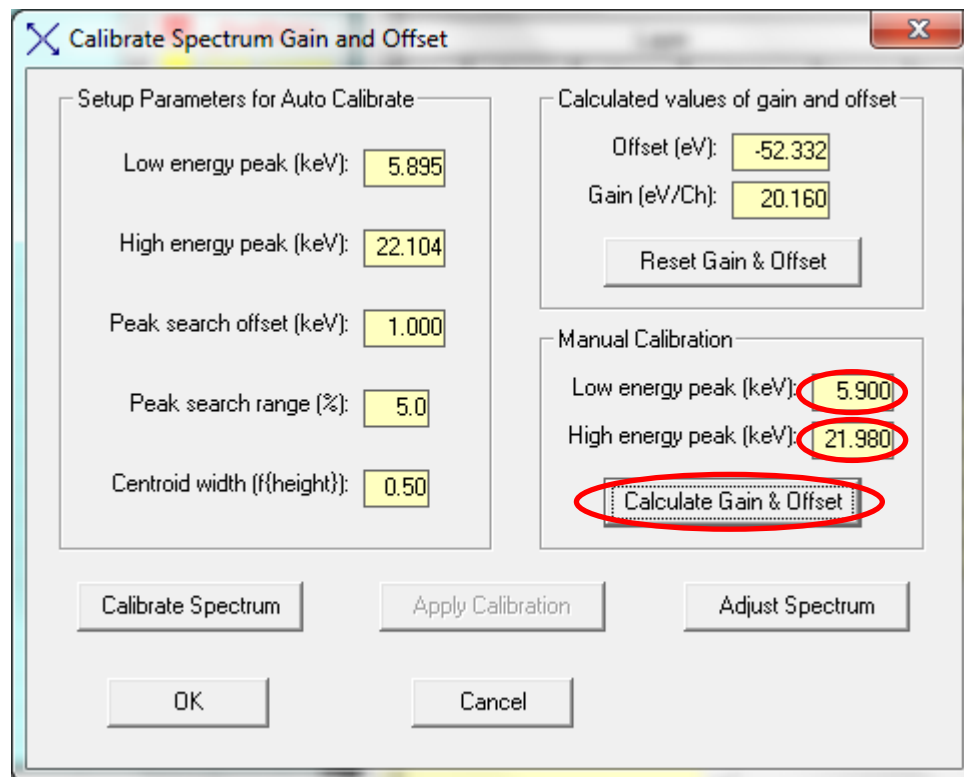 Calibrate Spectrum Gain and Offset
Setup Parameters for Auto Calibrate
Low energy peak (keV): 5.895
High energy peak (keV): 22.104
Peak search offset (keV): 1.000
Peak search range (%): 5.0
Centroid width (f{height}): 0.50
Calculated values of gain and offset
Offset (eV): -52.332
Gain (eV/Ch): 20.160
Reset Gain & Offset
Manual Calibration
Low energy peak (keV): 5.900
High energy peak (keV): 21.980
Calculate Gain & Offset
Calibrate Spectrum
Apply Calibration
Adjust Spectrum
OK
Cancel